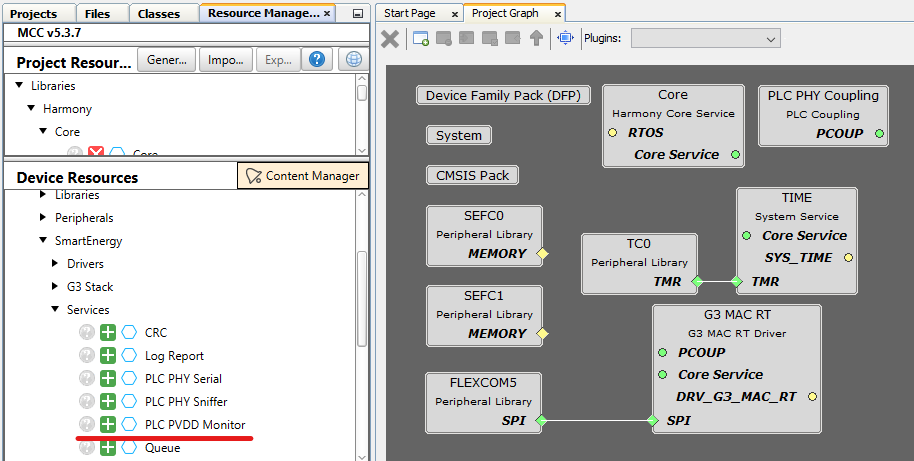 Projects
Files
Classes
Resource Manage...
MCC v5.3.7
Project Resour...
Gener...
Impo...
Exp...
Libraries
Harmony
Core
Core
Device Resources
Content Manager
Libraries
Peripherals
SmartEnergy
Drivers
G3 Stack
Services
CRC
Log Report
PLC PHY Serial
PLC PHY Sniffer
PLC PVDD Monitor
Queue
Start Page
Project Graph
Plugins:
Device Family Pack (DFP)
System
CMSIS Pack
Core
Harmony Core Service
RTOS
Core Service
PLC PHY Coupling
PLC Coupling
PCOUP
SEFC0
Peripheral Library
MEMORY
SEFC1
Peripheral Library
MEMORY
FLEXCOM5
Peripheral Library
SPI
TC0
Peripheral Library
TMR
TIME
System Service
Core Service
SYS_TIME
TMR
G3 MAC RT
G3 MAC RT Driver
PCOUP
Core Service
DRV_G3_MAC_RT
SPI